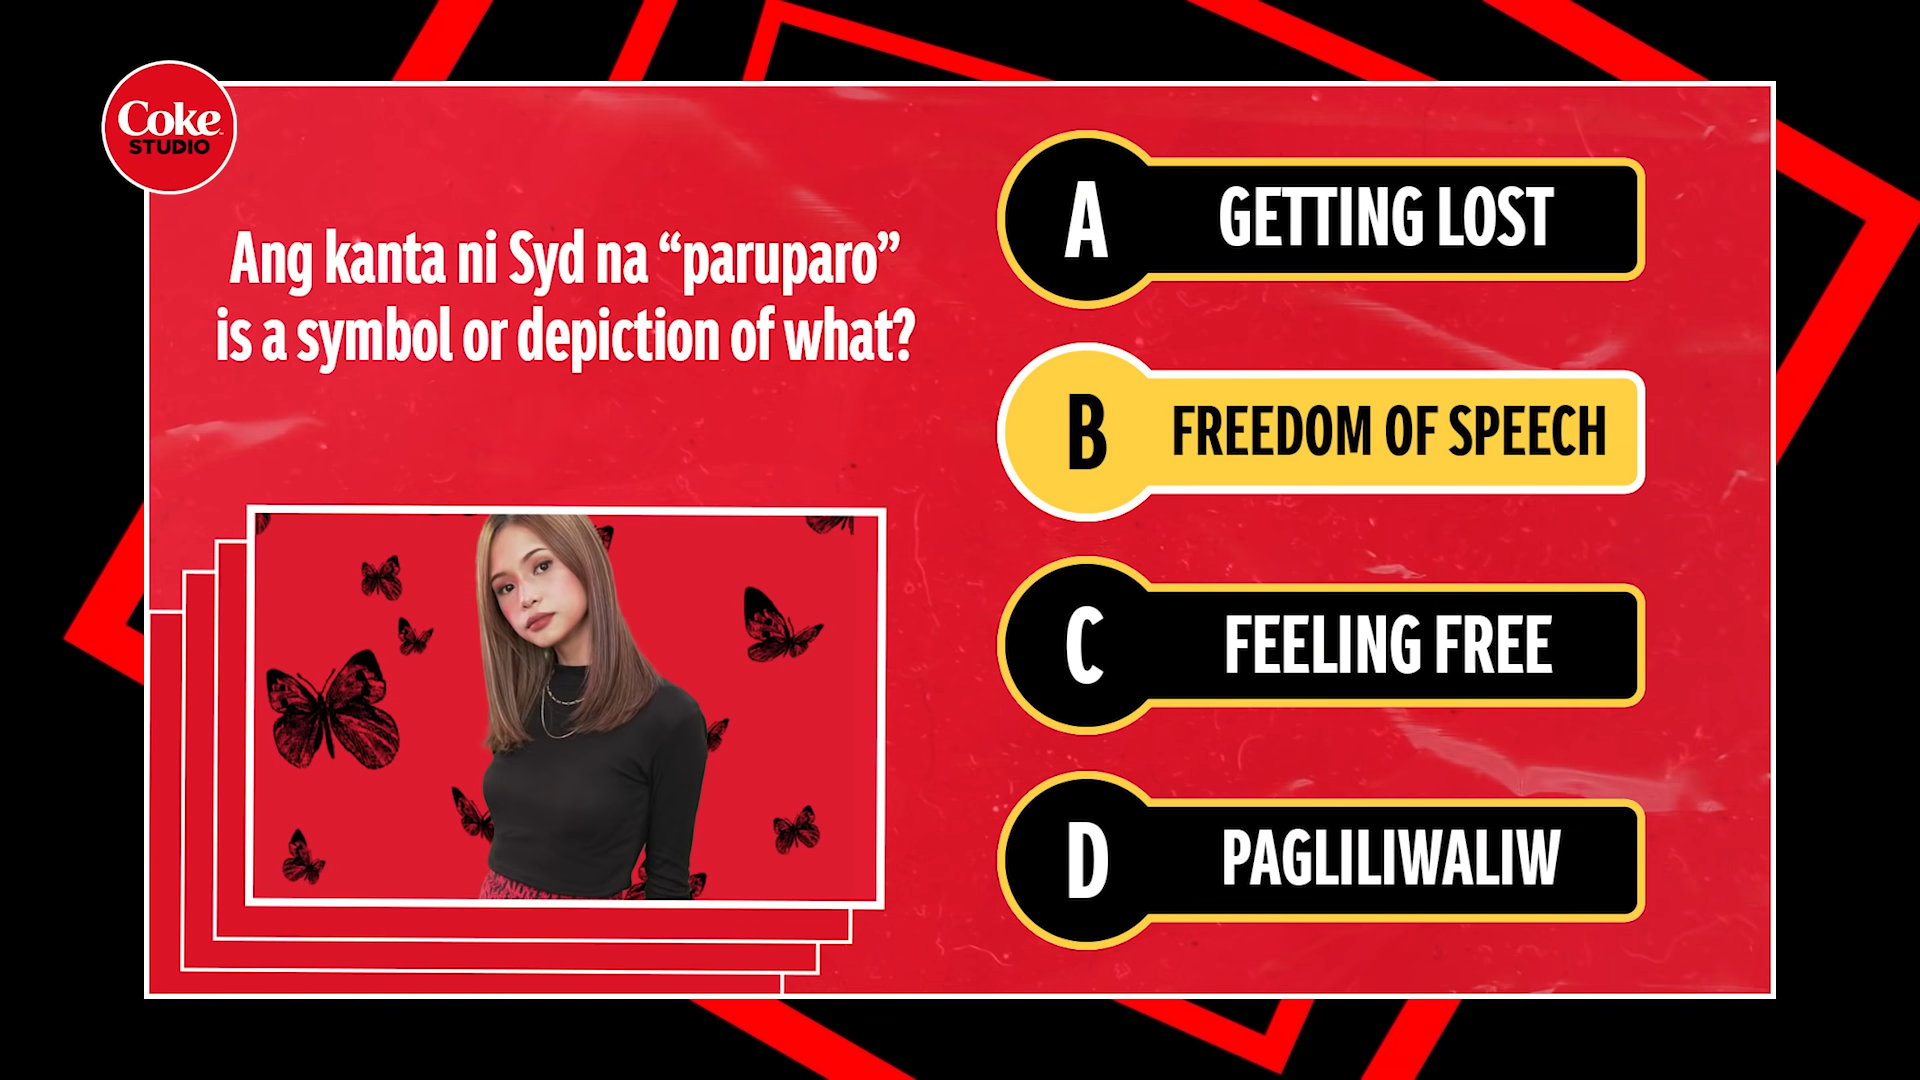 Coke
STUDIO
Ang kanta ni Syd na “paruparo”
is a symbol or depiction of what?
A GETTING LOST
B FREEDOM OF SPEECH
C FEELING FREE
D PAGLILIWALIW